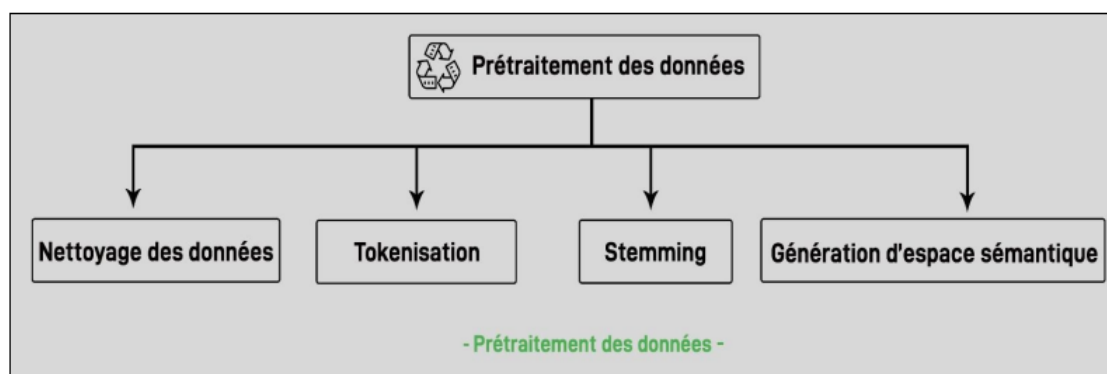 Prétraitement des données
Nettoyage des données
Tokenisation
Stemming
Génération d'espace sémantique
- Prétraitement des données -